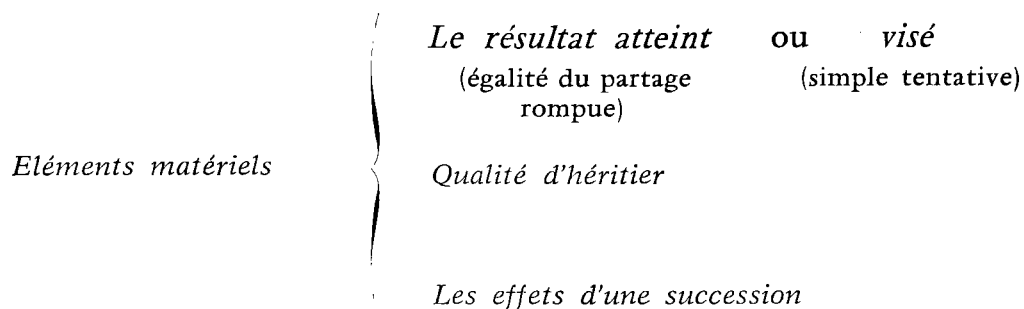 Le résultat atteint ou visé
(égalité du partage (simple tentative)
rompue)
Eléments matériels
Qualité d'héritier
Les effets d'une succession